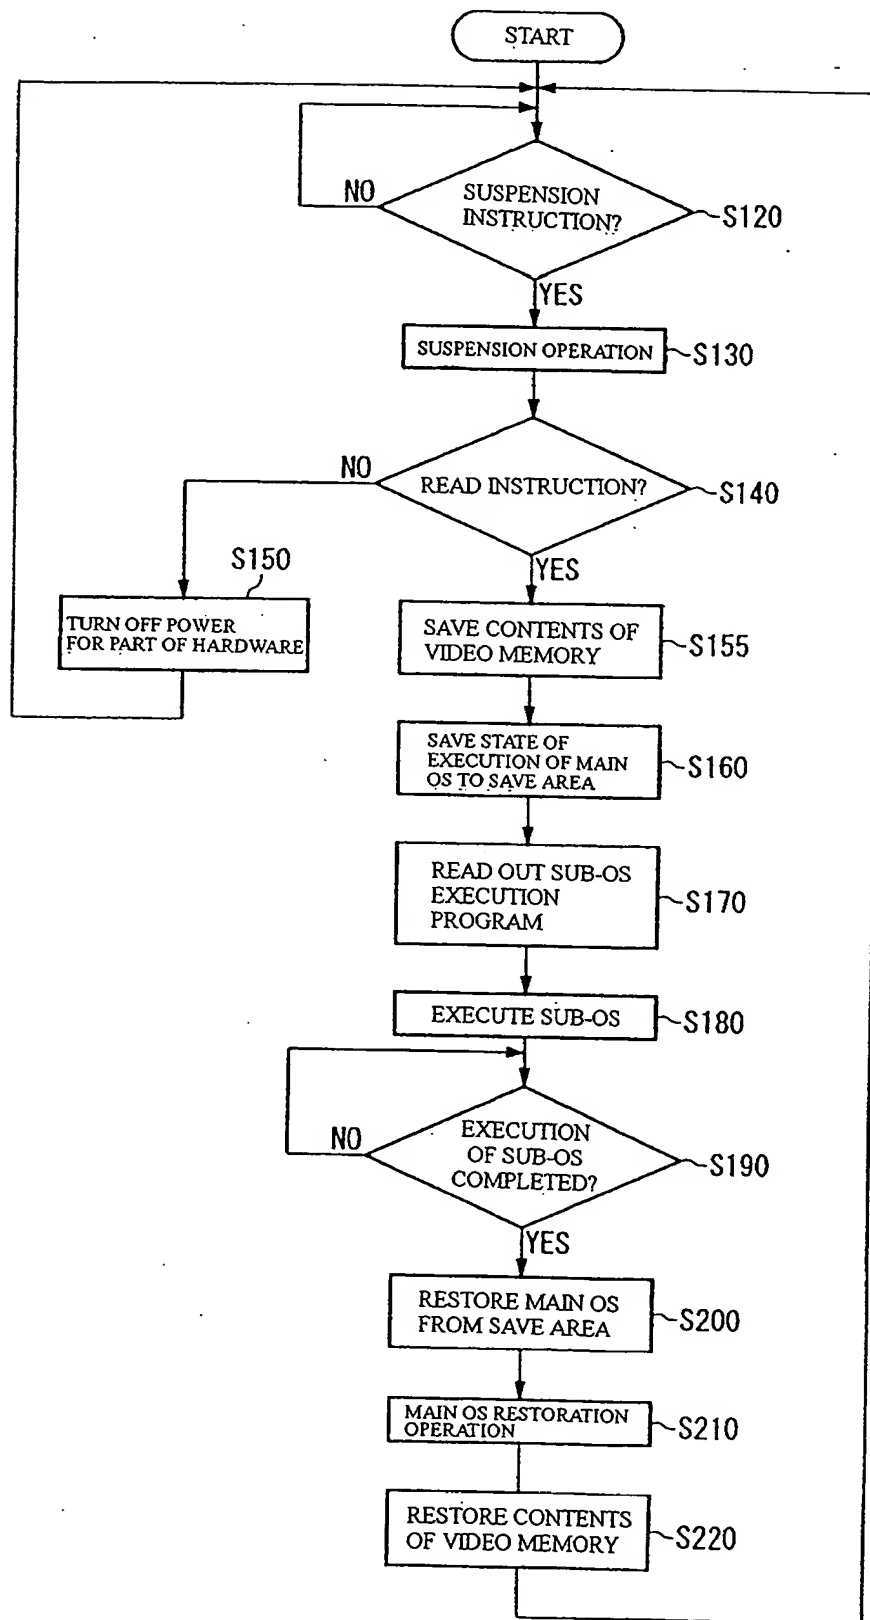 START
NO
SUSPENSION
INSTRUCTION?
S120
YES
SUSPENSION OPERATION
S130
NO
READ INSTRUCTION?
S140
YES
S150
TURN OFF POWER
FOR PART OF HARDWARE
SAVE CONTENTS OF
VIDEO MEMORY
S155
SAVE STATE OF
EXECUTION OF MAIN
OS TO SAVE AREA
S160
READ OUT SUB-OS
EXECUTION
PROGRAM
S170
EXECUTE SUB-OS
S180
NO
EXECUTION
OF SUB-OS
COMPLETED?
S190
YES
RESTORE MAIN OS
FROM SAVE AREA
S200
MAIN OS RESTORATION
OPERATION
S210
RESTORE CONTENTS
OF VIDEO MEMORY
S220